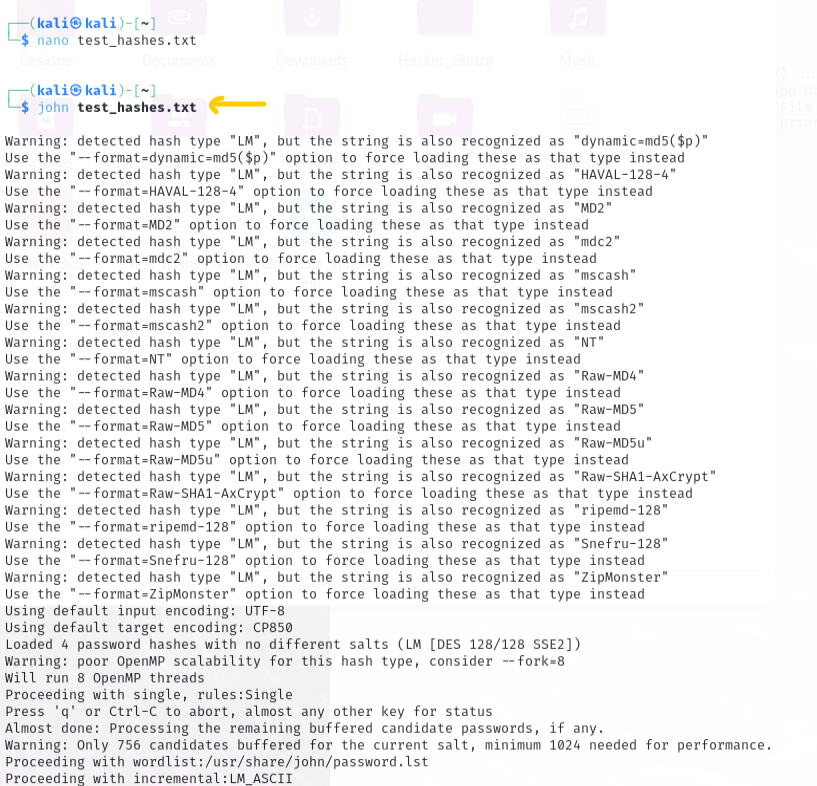 Desktop Documents Downloads Hacker_Gunzo Music
┌──(kali㉿kali)-[~]
└─$ nano test_hashes.txt
┌──(kali㉿kali)-[~]
└─$ john test_hashes.txt
Warning: detected hash type "LM", but the string is also recognized as "dynamic=md5($p)"
Use the "--format=dynamic=md5($p)" option to force loading these as that type instead
Warning: detected hash type "LM", but the string is also recognized as "HAVAL-128-4"
Use the "--format=HAVAL-128-4" option to force loading these as that type instead
Warning: detected hash type "LM", but the string is also recognized as "MD2"
Use the "--format=MD2" option to force loading these as that type instead
Warning: detected hash type "LM", but the string is also recognized as "mdc2"
Use the "--format=mdc2" option to force loading these as that type instead
Warning: detected hash type "LM", but the string is also recognized as "mscash"
Use the "--format=mscash" option to force loading these as that type instead
Warning: detected hash type "LM", but the string is also recognized as "mscash2"
Use the "--format=mscash2" option to force loading these as that type instead
Warning: detected hash type "LM", but the string is also recognized as "NT"
Use the "--format=NT" option to force loading these as that type instead
Warning: detected hash type "LM", but the string is also recognized as "Raw-MD4"
Use the "--format=Raw-MD4" option to force loading these as that type instead
Warning: detected hash type "LM", but the string is also recognized as "Raw-MD5"
Use the "--format=Raw-MD5" option to force loading these as that type instead
Warning: detected hash type "LM", but the string is also recognized as "Raw-MD5u"
Use the "--format=Raw-MD5u" option to force loading these as that type instead
Warning: detected hash type "LM", but the string is also recognized as "Raw-SHA1-AxCrypt"
Use the "--format=Raw-SHA1-AxCrypt" option to force loading these as that type instead
Warning: detected hash type "LM", but the string is also recognized as "ripemd-128"
Use the "--format=ripemd-128" option to force loading these as that type instead
Warning: detected hash type "LM", but the string is also recognized as "Snefru-128"
Use the "--format=Snefru-128" option to force loading these as that type instead
Warning: detected hash type "LM", but the string is also recognized as "ZipMonster"
Use the "--format=ZipMonster" option to force loading these as that type instead
Using default input encoding: UTF-8
Using default target encoding: CP850
Loaded 4 password hashes with no different salts (LM [DES 128/128 SSE2])
Warning: poor OpenMP scalability for this hash type, consider --fork=8
Will run 8 OpenMP threads
Proceeding with single, rules:Single
Press 'q' or Ctrl-C to abort, almost any other key for status
Almost done: Processing the remaining buffered candidate passwords, if any.
Warning: Only 756 candidates buffered for the current salt, minimum 1024 needed for performance.
Proceeding with wordlist:/usr/share/john/password.lst
Proceeding with incremental:LM_ASCII